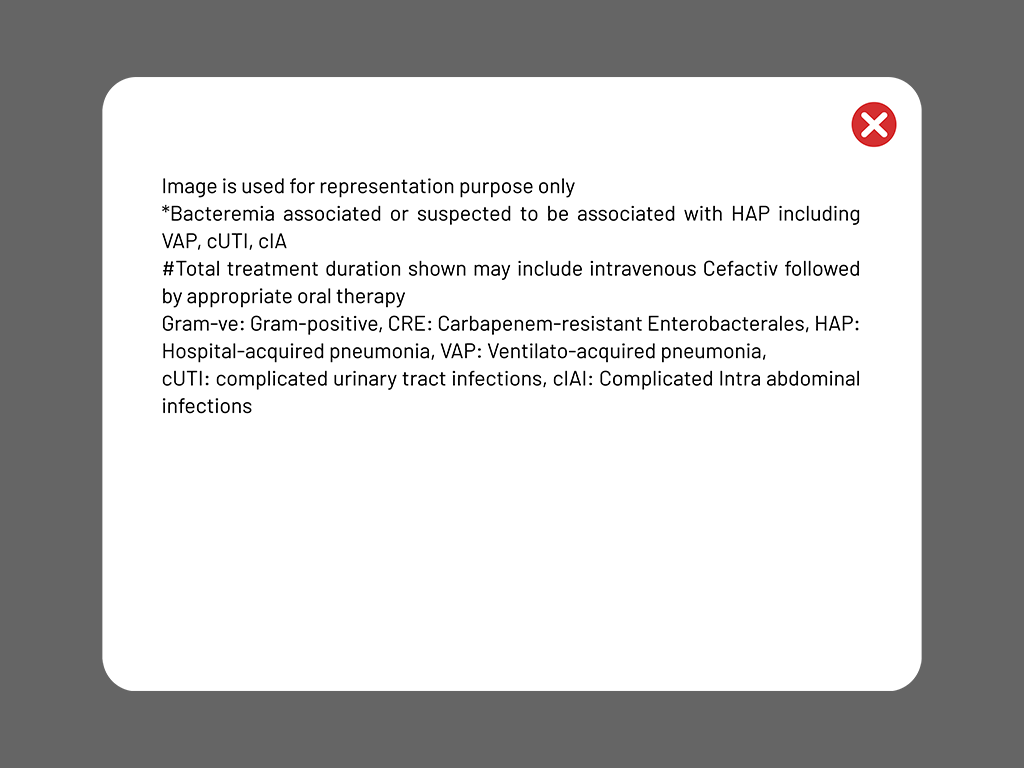 Image is used for representation purpose only
*Bacteremia associated or suspected to be associated with HAP including
VAP, cUTI, cIA
#Total treatment duration shown may include intravenous Cefactiv followed
by appropriate oral therapy
Gram-ve: Gram-positive, CRE: Carbapenem-resistant Enterobacterales, HAP:
Hospital-acquired pneumonia, VAP: Ventilato-acquired pneumonia,
cUTI: complicated urinary tract infections, cIAI: Complicated Intra abdominal
infections